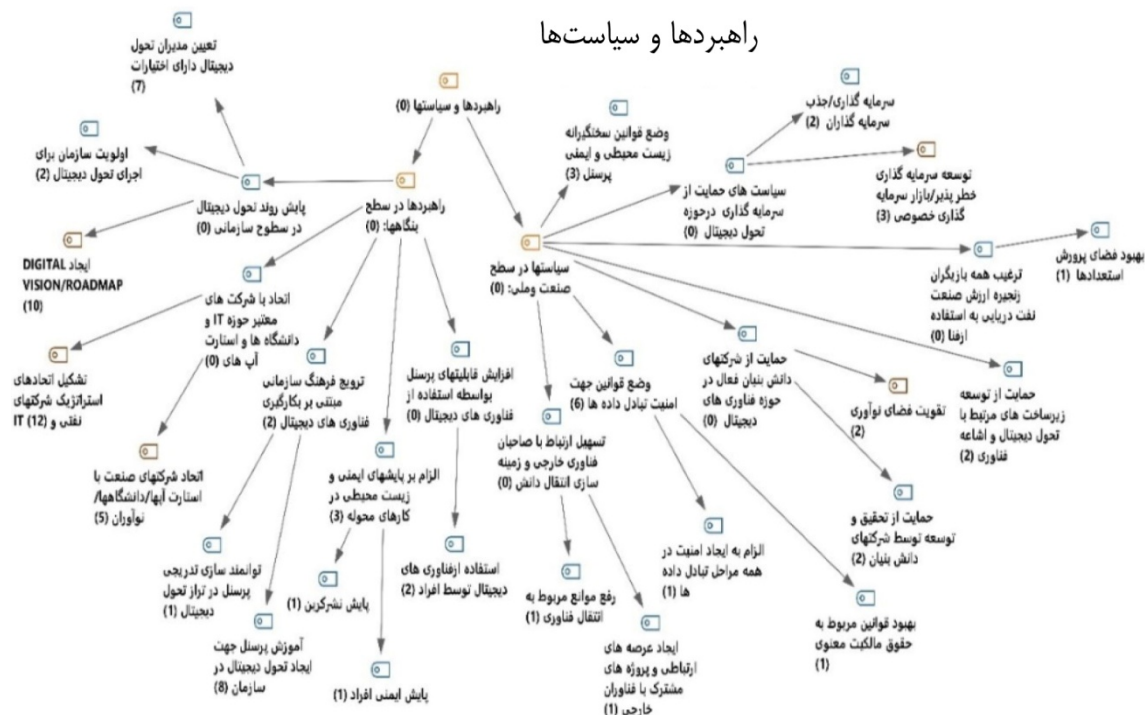 راهبردها و سیاست‌ها
تعیین مدیران تحول
دیجیتال دارای اختیارات
(7)
راهبردها و سیاستها (0)
وضع قوانین سختگیرانه
زیست محیطی و ایمنی
پرسنل (3)
سرمایه گذاری/جذب
سرمایه گذاران (2)
اولویت سازمان برای
اجرای تحول دیجیتال (2)
توسعه سرمایه گذاری
خطر پذیر/بازار سرمایه
گذاری خصوصی (3)
سیاست های حمایت از
سرمایه گذاری درحوزه
تحول دیجیتال (0)
پایش روند تحول دیجیتال
در سطوح سازمانی (0)
راهبردها در سطح
بنگاهها: (0)
ایجاد DIGITAL
VISION/ROADMAP
(10)
سیاستها در سطح
صنعت وملی: (0)
ترغیب همه بازیگران
زنجیره ارزش صنعت
نفت دریایی به استفاده
ازفنا (0)
بهبود فضای پرورش
استعدادها (1)
اتحاد با شرکت های
معتبر حوزه IT و
دانشگاه ها و استارت
آپ های (0)
تشکیل اتحادهای
استراتژیک شرکتهای
نفتی و IT (12)
ترویج فرهنگ سازمانی
مبتنی بر بکارگیری
فناوری های دیجیتال (2)
افزایش قابلیتهای پرسنل
بواسطه استفاده از
فناوری های دیجیتال (0)
وضع قوانین جهت
امنیت تبادل داده ها (6)
حمایت از شرکتهای
دانش بنیان فعال در
حوزه فناوری های
دیجیتال (0)
تقویت فضای نوآوری
(2)
حمایت از توسعه
زیرساخت های مرتبط با
تحول دیجیتال و اشاعه
فناوری (2)
تسهیل ارتباط با صاحبان
فناوری خارجی و زمینه
سازی انتقال دانش (0)
الزام بر پایشهای ایمنی و
زیست محیطی در
کارهای محوله (3)
اتحاد شرکتهای صنعت با
استارت آپها/دانشگاهها/
نوآوران (5)
حمایت از تحقیق و
توسعه توسط شرکتهای
دانش بنیان (2)
الزام به ایجاد امنیت در
همه مراحل تبادل داده
ها (1)
استفاده ازفناوری های
دیجیتال توسط افراد (2)
توانمند سازی تدریجی
پرسنل در تراز تحول
دیجیتال (1)
پایش نشرکربن (1)
رفع موانع مربوط به
انتقال فناوری (1)
بهبود قوانین مربوط به
حقوق مالکیت معنوی
(1)
آموزش پرسنل جهت
ایجاد تحول دیجیتال در
سازمان (8)
ایجاد عرصه های
ارتباطی و پروژه های
مشترک با فناوران
خارجی (1)
پایش ایمنی افراد (1)